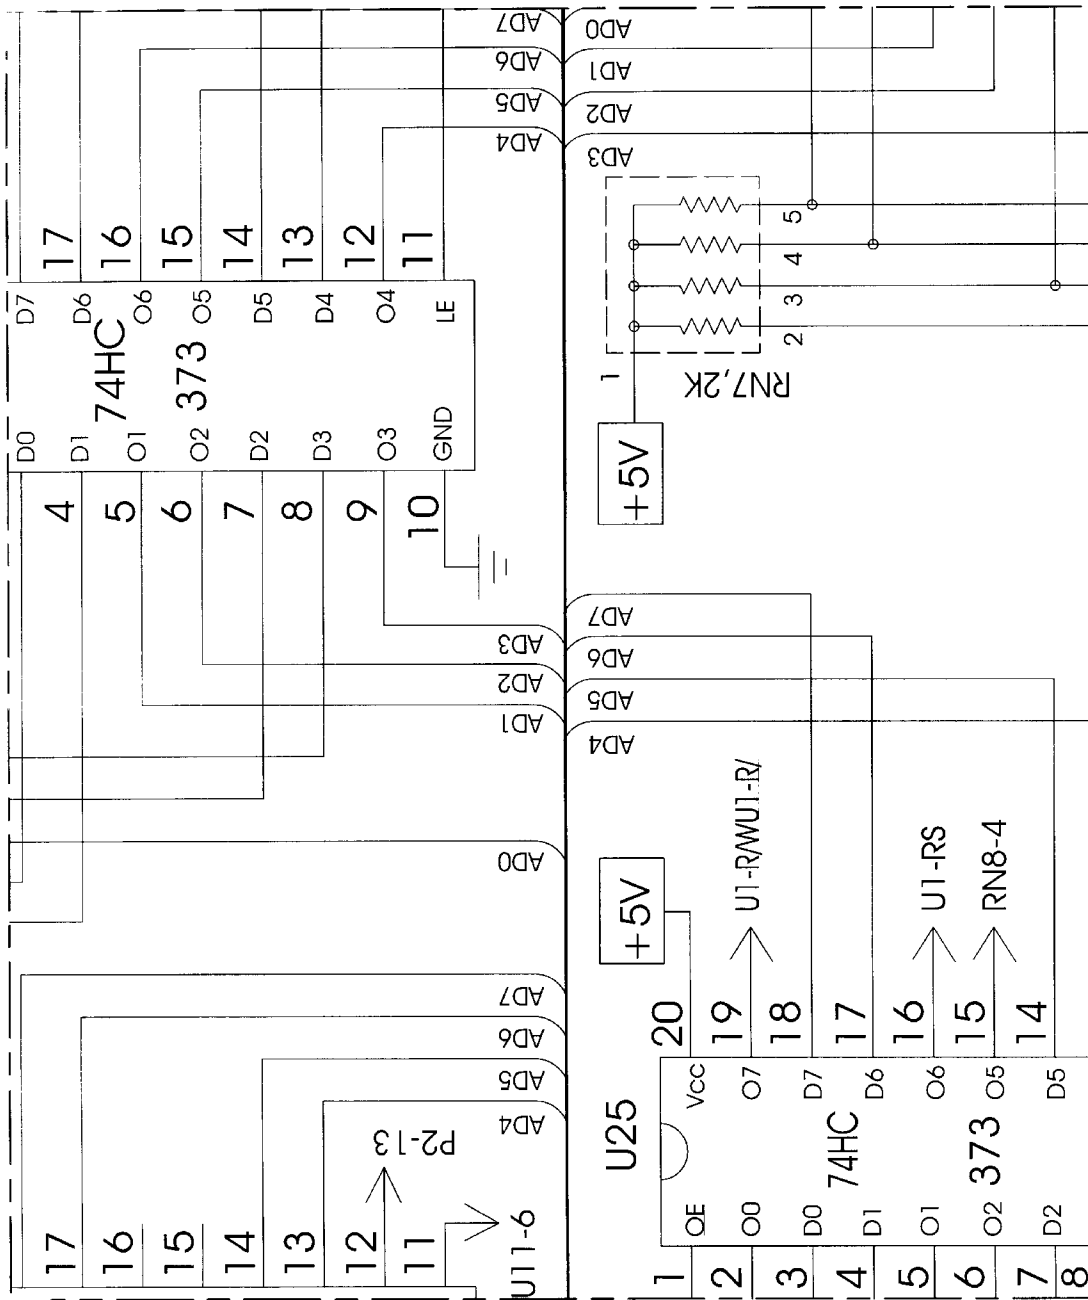 AD7
AD0
AD6
AD1
AD5
AD2
AD4
AD3
17
16
15
14
13
12
11
D7
D6
O6
O5
D5
D4
O4
LE
74HC
373
D0
D1
O1
O2
D2
D3
O3
GND
4
5
6
7
8
9
10
5
4
3
2
1
RN7,2K
+5V
AD3
AD2
AD1
AD7
AD6
AD5
AD4
AD0
+5V
U1-R/WU1-R/
U1-RS
RN8-4
AD7
AD6
AD5
AD4
P2-13
U11-6
17
16
15
14
13
12
11
U25
20
19
18
17
16
15
14
Vcc
O7
D7
D6
O6
O5
D5
74HC
373
OE
O0
D0
D1
O1
O2
D2
1
2
3
4
5
6
7
8